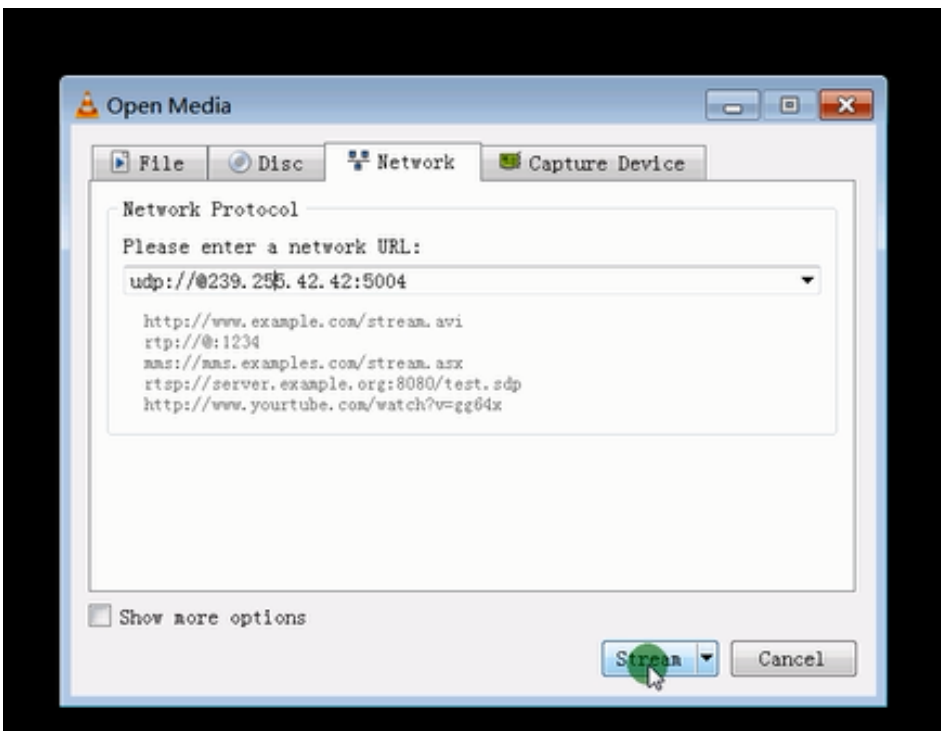 Open Media
File Disc Network Capture Device
Network Protocol
Please enter a network URL:
udp://@239.255.42.42:5004
http://www.example.com/stream.avi
rtp://@:1234
mms://mms.examples.com/stream.asx
rtsp://server.example.org:8080/test.sdp
http://www.yourtube.com/watch?v=gg64x
Show more options
Stream Cancel